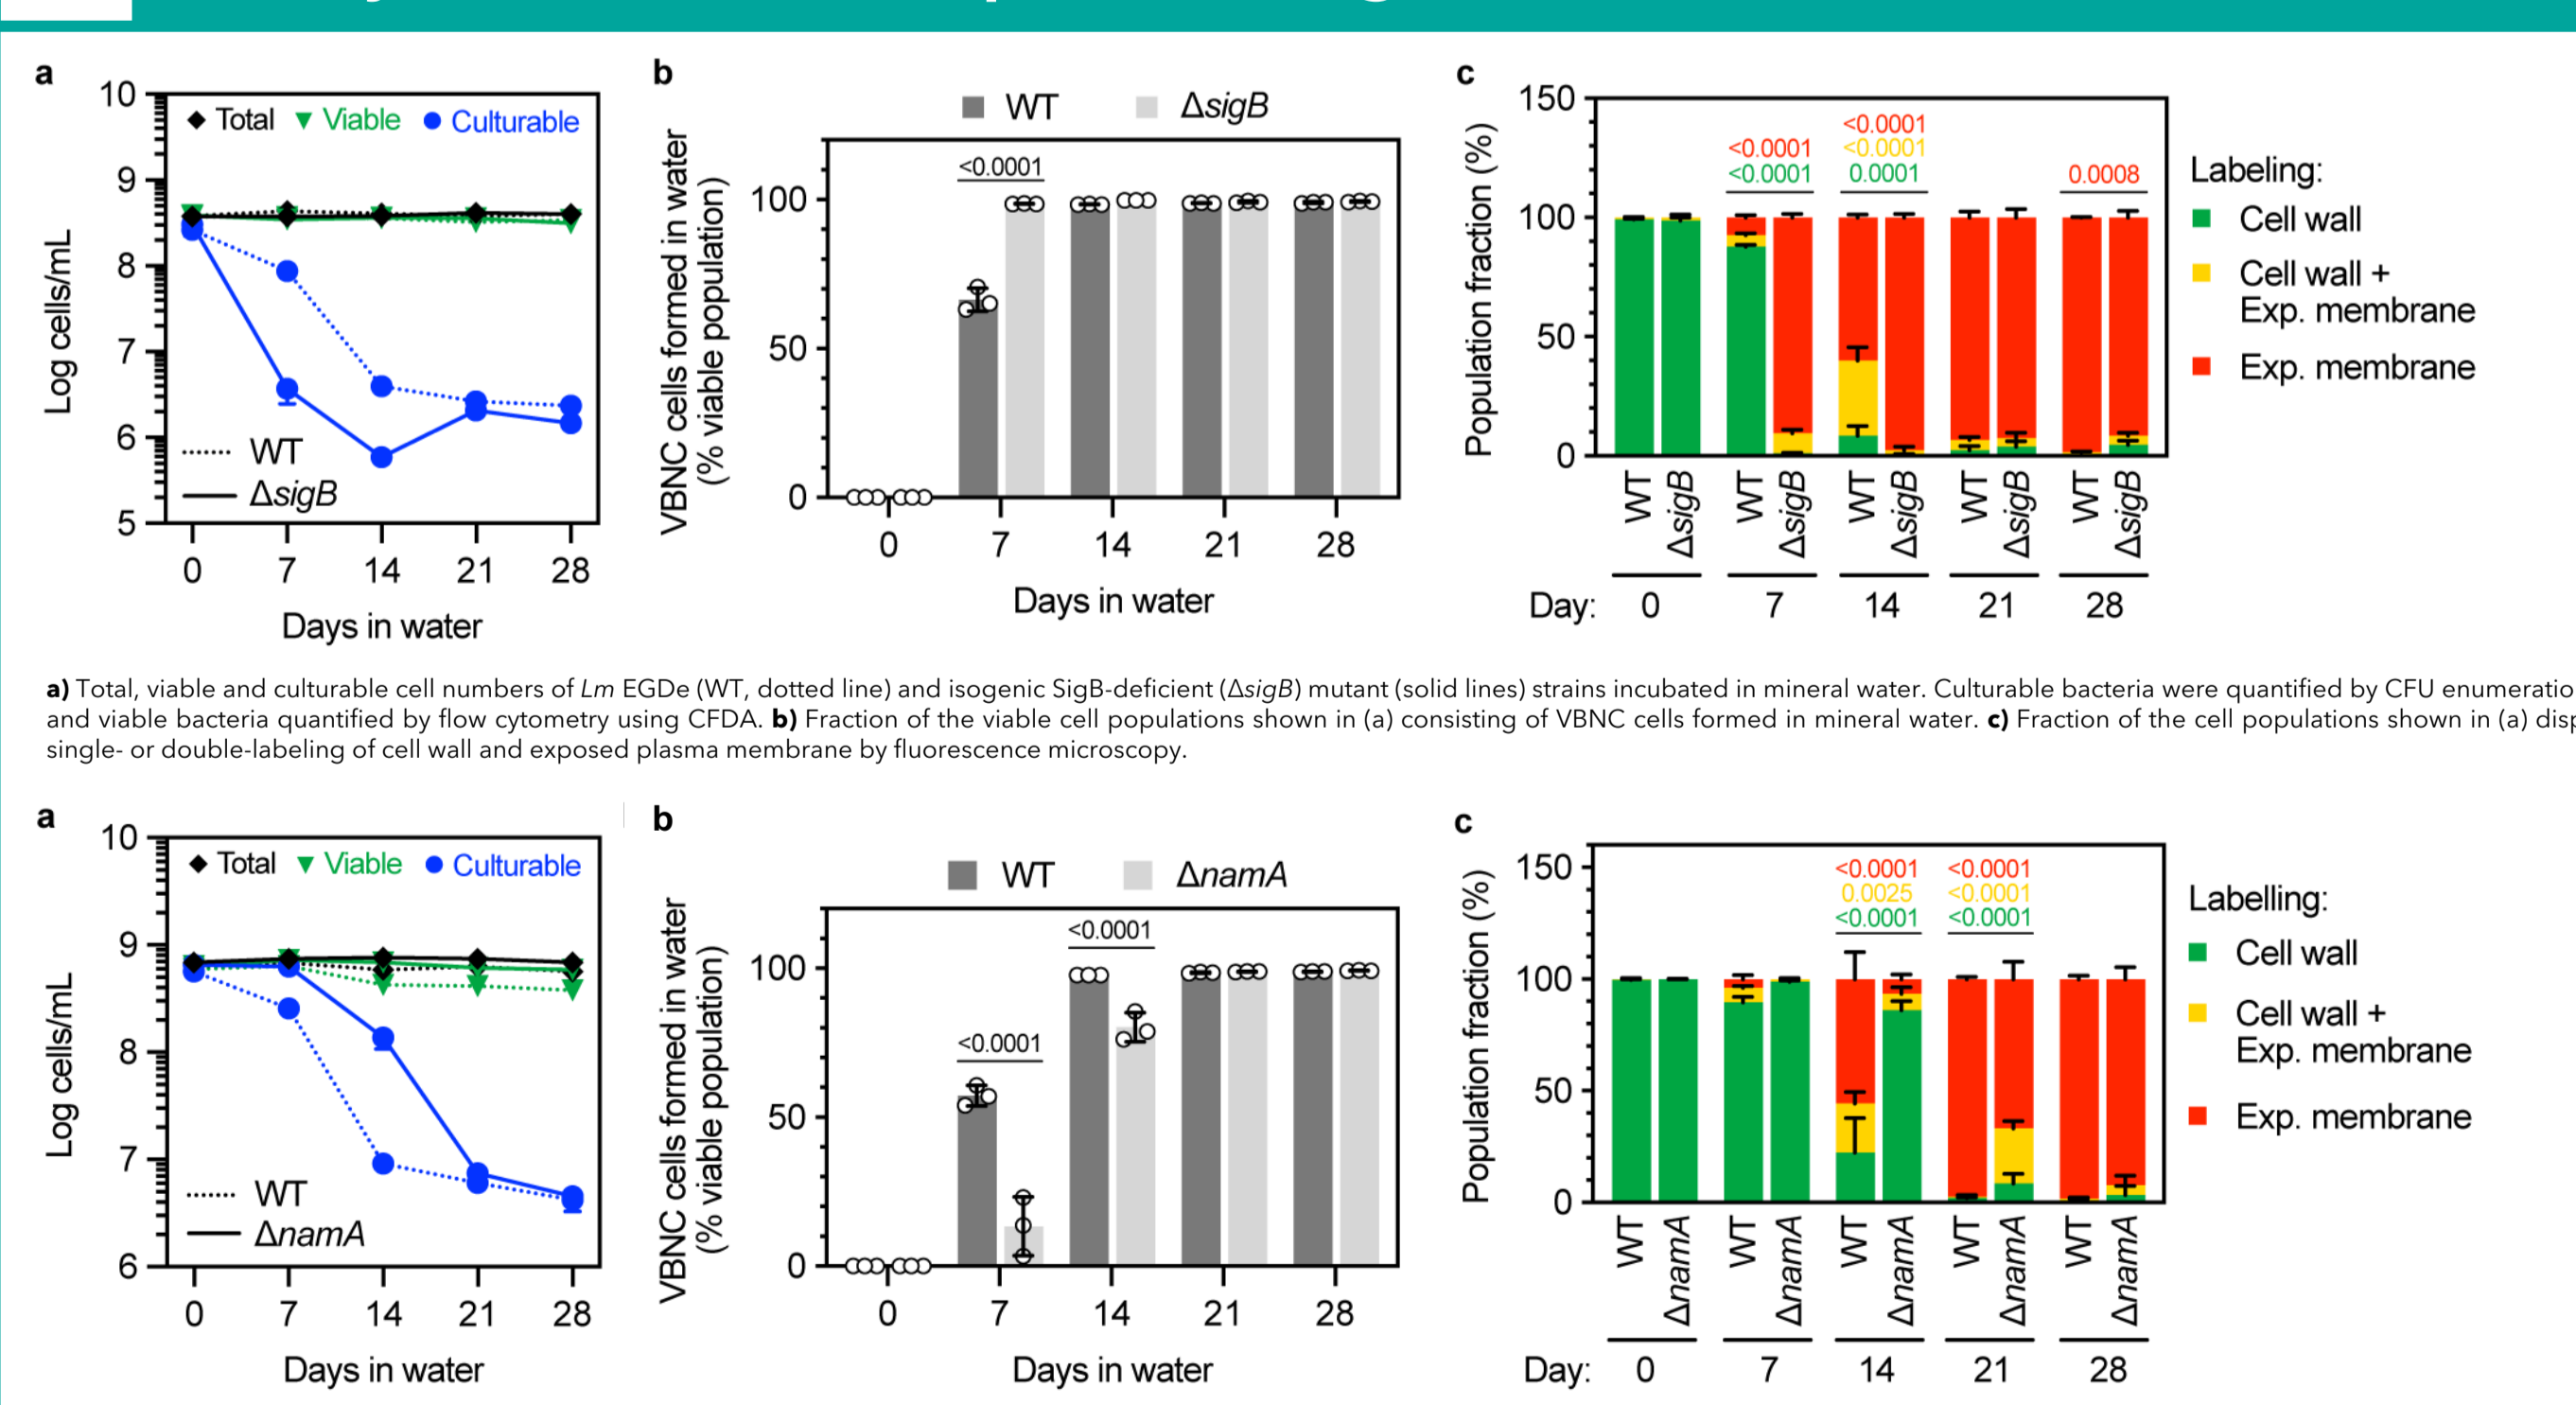 a
10
9
8
7
6
5
Log cells/mL
Total Viable Culturable
WT
ΔsigB
0 7 14 21 28
Days in water
b
WT ΔsigB
VBNC cells formed in water
(% viable population)
100
50
0
<0.0001
0 7 14 21 28
Days in water
c
Population fraction (%)
150
100
50
0
<0.0001
<0.0001
<0.0001
<0.0001
0.0001
0.0008
WT ΔsigB WT ΔsigB WT ΔsigB WT ΔsigB WT ΔsigB
Day: 0 7 14 21 28
Labeling:
Cell wall
Cell wall +
Exp. membrane
Exp. membrane
a) Total, viable and culturable cell numbers of Lm EGDe (WT, dotted line) and isogenic SigB-deficient (ΔsigB) mutant (solid lines) strains incubated in mineral water. Culturable bacteria were quantified by CFU enumeratio
and viable bacteria quantified by flow cytometry using CFDA. b) Fraction of the viable cell populations shown in (a) consisting of VBNC cells formed in mineral water. c) Fraction of the cell populations shown in (a) disp
single- or double-labeling of cell wall and exposed plasma membrane by fluorescence microscopy.
a
10
9
8
7
6
Log cells/mL
Total Viable Culturable
WT
ΔnamA
0 7 14 21 28
Days in water
b
WT ΔnamA
VBNC cells formed in water
(% viable population)
100
50
0
<0.0001
<0.0001
0 7 14 21 28
Days in water
c
Population fraction (%)
150
100
50
0
<0.0001 <0.0001
0.0025 <0.0001
<0.0001 <0.0001
WT ΔnamA WT ΔnamA WT ΔnamA WT ΔnamA WT ΔnamA
Day: 0 7 14 21 28
Labelling:
Cell wall
Cell wall +
Exp. membrane
Exp. membrane